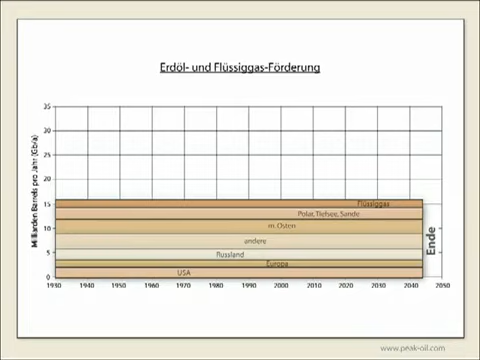 Erdöl- und Flüssiggas-Förderung
Milliarden Barrels pro Jahr (Gb/a)
35
30
25
20
15
10
5
0
Flüssiggas
Polar, Tiefsee, Sande
m. Osten
andere
Russland
Europa
USA
Ende
1930 1940 1950 1960 1970 1980 1990 2000 2010 2020 2030 2040 2050
www.peak-oil.com